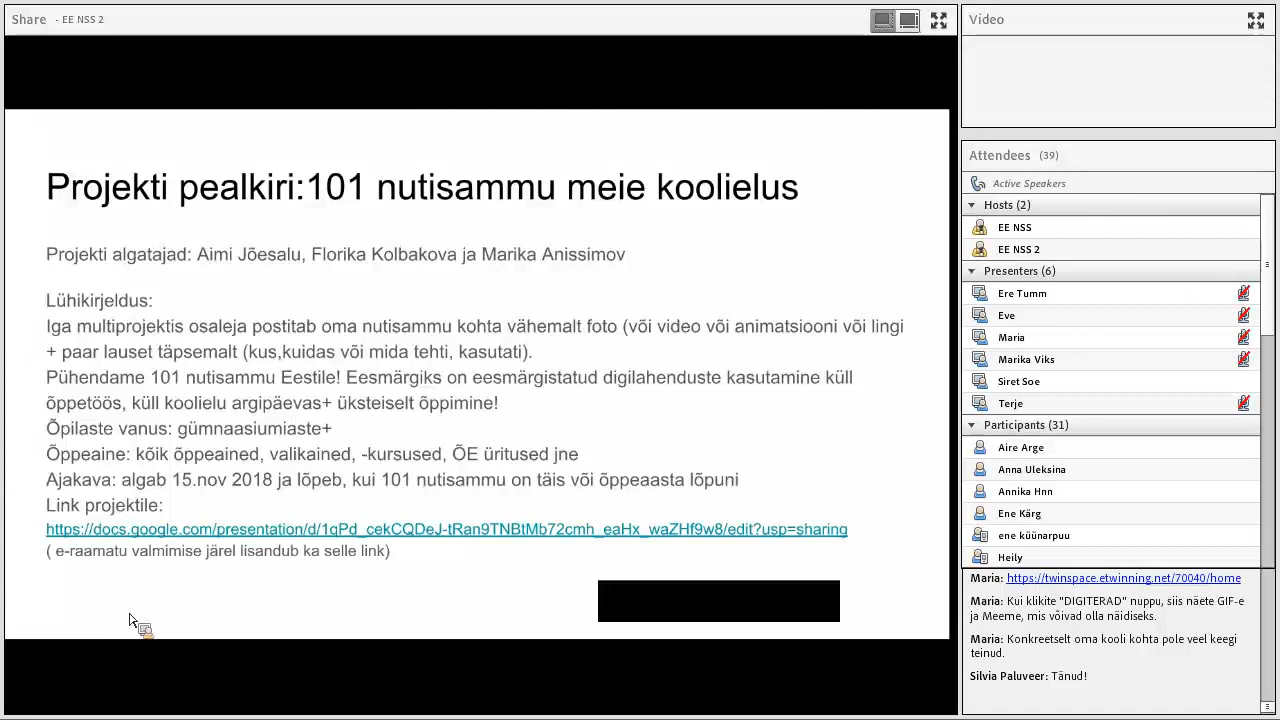 Share - EE NSS 2
Projekti pealkiri:101 nutisammu meie koolielus
Projekti algatajad: Aimi Jõesalu, Florika Kolbakova ja Marika Anissimov
Lühikirjeldus:
Iga multiprojektis osaleja postitab oma nutisammu kohta vähemalt foto (või video või animatsiooni või lingi
+ paar lauset täpsemalt (kus,kuidas või mida tehti, kasutati).
Pühendame 101 nutisammu Eestile! Eesmärgiks on eesmärgistatud digilahenduste kasutamine küll
õppetöös, küll koolielu argipäevas+ üksteiselt õppimine!
Õpilaste vanus: gümnaasiumiaste+
Õppeaine: kõik õppeained, valikained, -kursused, ÕE üritused jne
Ajakava: algab 15.nov 2018 ja lõpeb, kui 101 nutisammu on täis või õppeaasta lõpuni
Link projektile:
https://docs.google.com/presentation/d/1qPd_cekCQDeJ-tRan9TNBtMb72cmh_eaHx_waZHf9w8/edit?usp=sharing
( e-raamatu valmimise järel lisandub ka selle link)
Video
Attendees (39)
Active Speakers
Hosts (2)
EE NSS
EE NSS 2
Presenters (6)
Ere Tumm
Eve
Maria
Marika Viks
Siret Soe
Terje
Participants (31)
Aire Arge
Anna Uleksina
Annika Hnn
Ene Kärg
ene küünarpuu
Heily
Maria: https://twinspace.etwinning.net/70040/home
Maria: Kui klikite "DIGITERAD" nuppu, siis näete GIF-e
ja Meeme, mis võivad olla näidiseks.
Maria: Konkreetselt oma kooli kohta pole veel keegi
teinud.
Silvia Paluveer: Tänud!